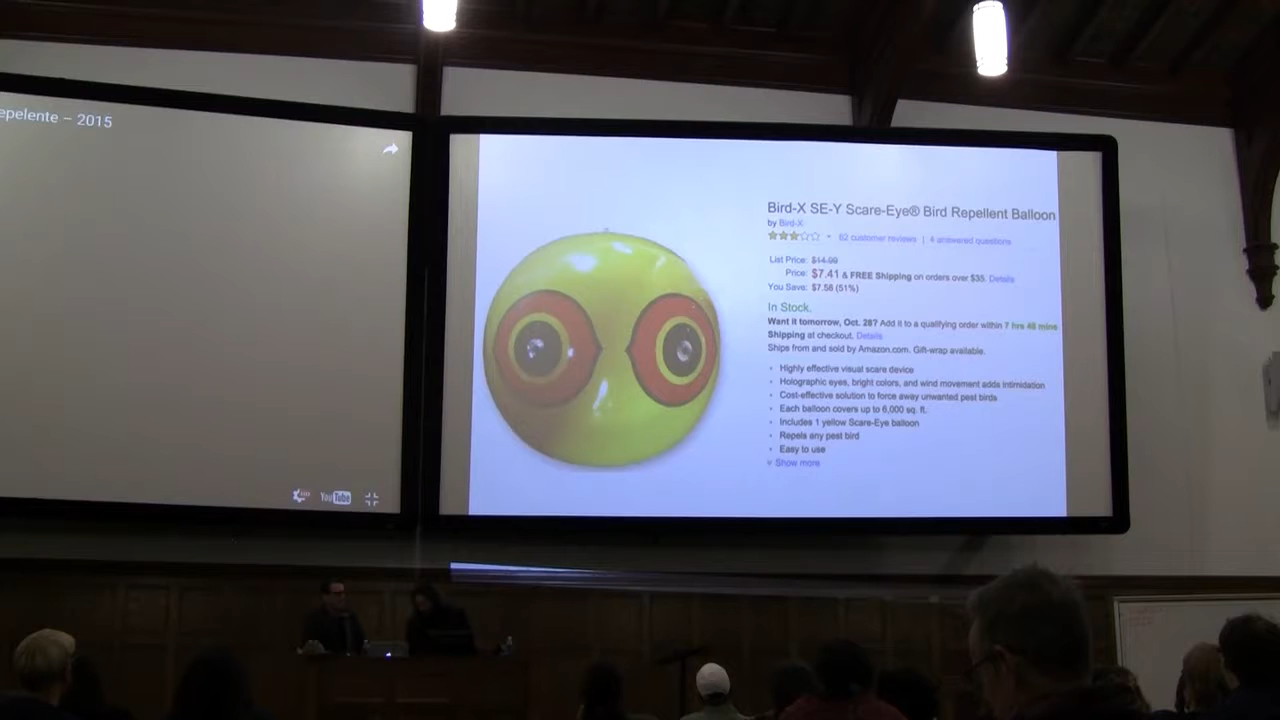 epelente – 2015
YouTube
Bird-X SE-Y Scare-Eye® Bird Repellent Balloon
by Bird-X
62 customer reviews | 4 answered questions
List Price: $14.99
Price: $7.41 & FREE Shipping on orders over $35. Details
You Save: $7.58 (51%)
In Stock.
Want it tomorrow, Oct. 28? Add it to a qualifying order within 7 hrs 48 mins
Shipping at checkout. Details
Ships from and sold by Amazon.com. Gift-wrap available.
• Highly effective visual scare device
• Holographic eyes, bright colors, and wind movement adds intimidation
• Cost-effective solution to force away unwanted pest birds
• Each balloon covers up to 6,000 sq. ft.
• Includes 1 yellow Scare-Eye balloon
• Repels any pest bird
• Easy to use
Show more